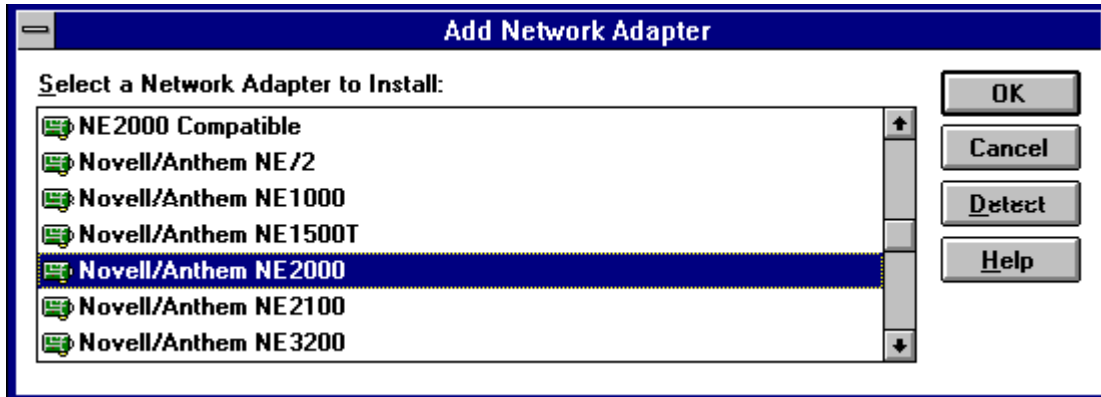 Add Network Adapter
Select a Network Adapter to Install:
NE2000 Compatible
Novell/Anthem NE/2
Novell/Anthem NE1000
Novell/Anthem NE1500T
Novell/Anthem NE2000
Novell/Anthem NE2100
Novell/Anthem NE3200
OK
Cancel
Detect
Help